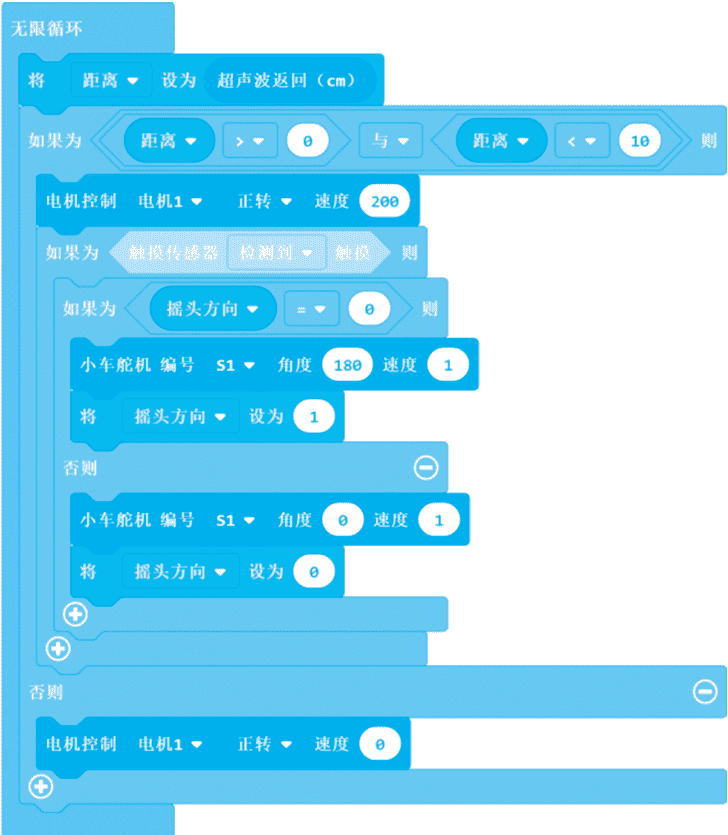 无限循环
将 距离 设为 超声波返回（cm）
如果为 距离 > 0 与 距离 < 10 则
电机控制 电机1 正转 速度 200
如果为 触摸传感器 检测到 触摸 则
如果为 摇头方向 = 0 则
小车舵机 编号 S1 角度 180 速度 1
将 摇头方向 设为 1
否则
小车舵机 编号 S1 角度 0 速度 1
将 摇头方向 设为 0
否则
电机控制 电机1 正转 速度 0